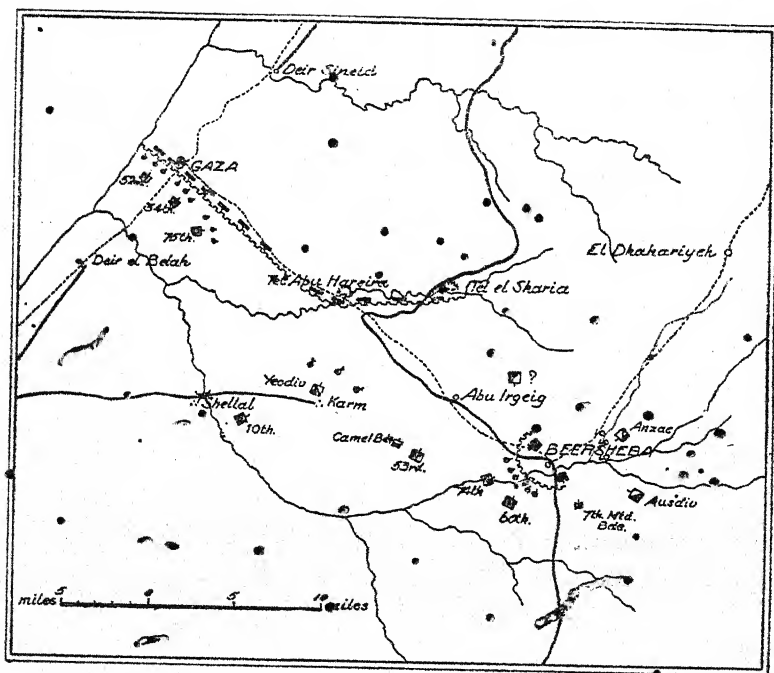 Deir Sineid
GAZA
52nd.
54th.
75th.
Deir el Belah
El Dhahariyeh
Tel Abu Hareira
Tel el Sharia
?
Yeodiv
Shellal
Karm
Abu Irgeig
10th.
Camel Bde.
53rd.
Anzac
BEERSHEBA
74th
60th.
7th. Mtd.
Bde.
Ausdiv
5 0 5 10
miles miles